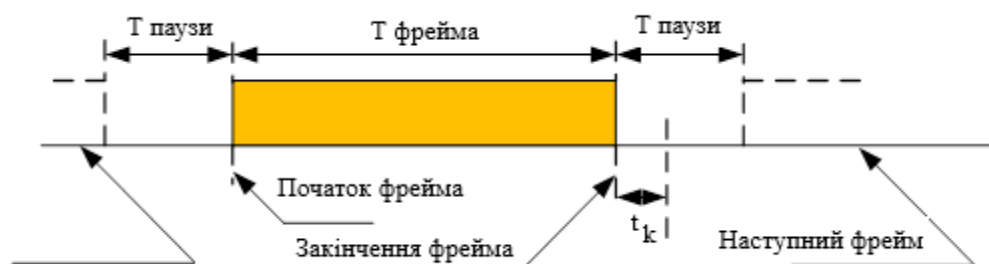 Т паузи
Т фрейма
Т паузи
Початок фрейма
Закінчення фрейма
t k
Наступний фрейм